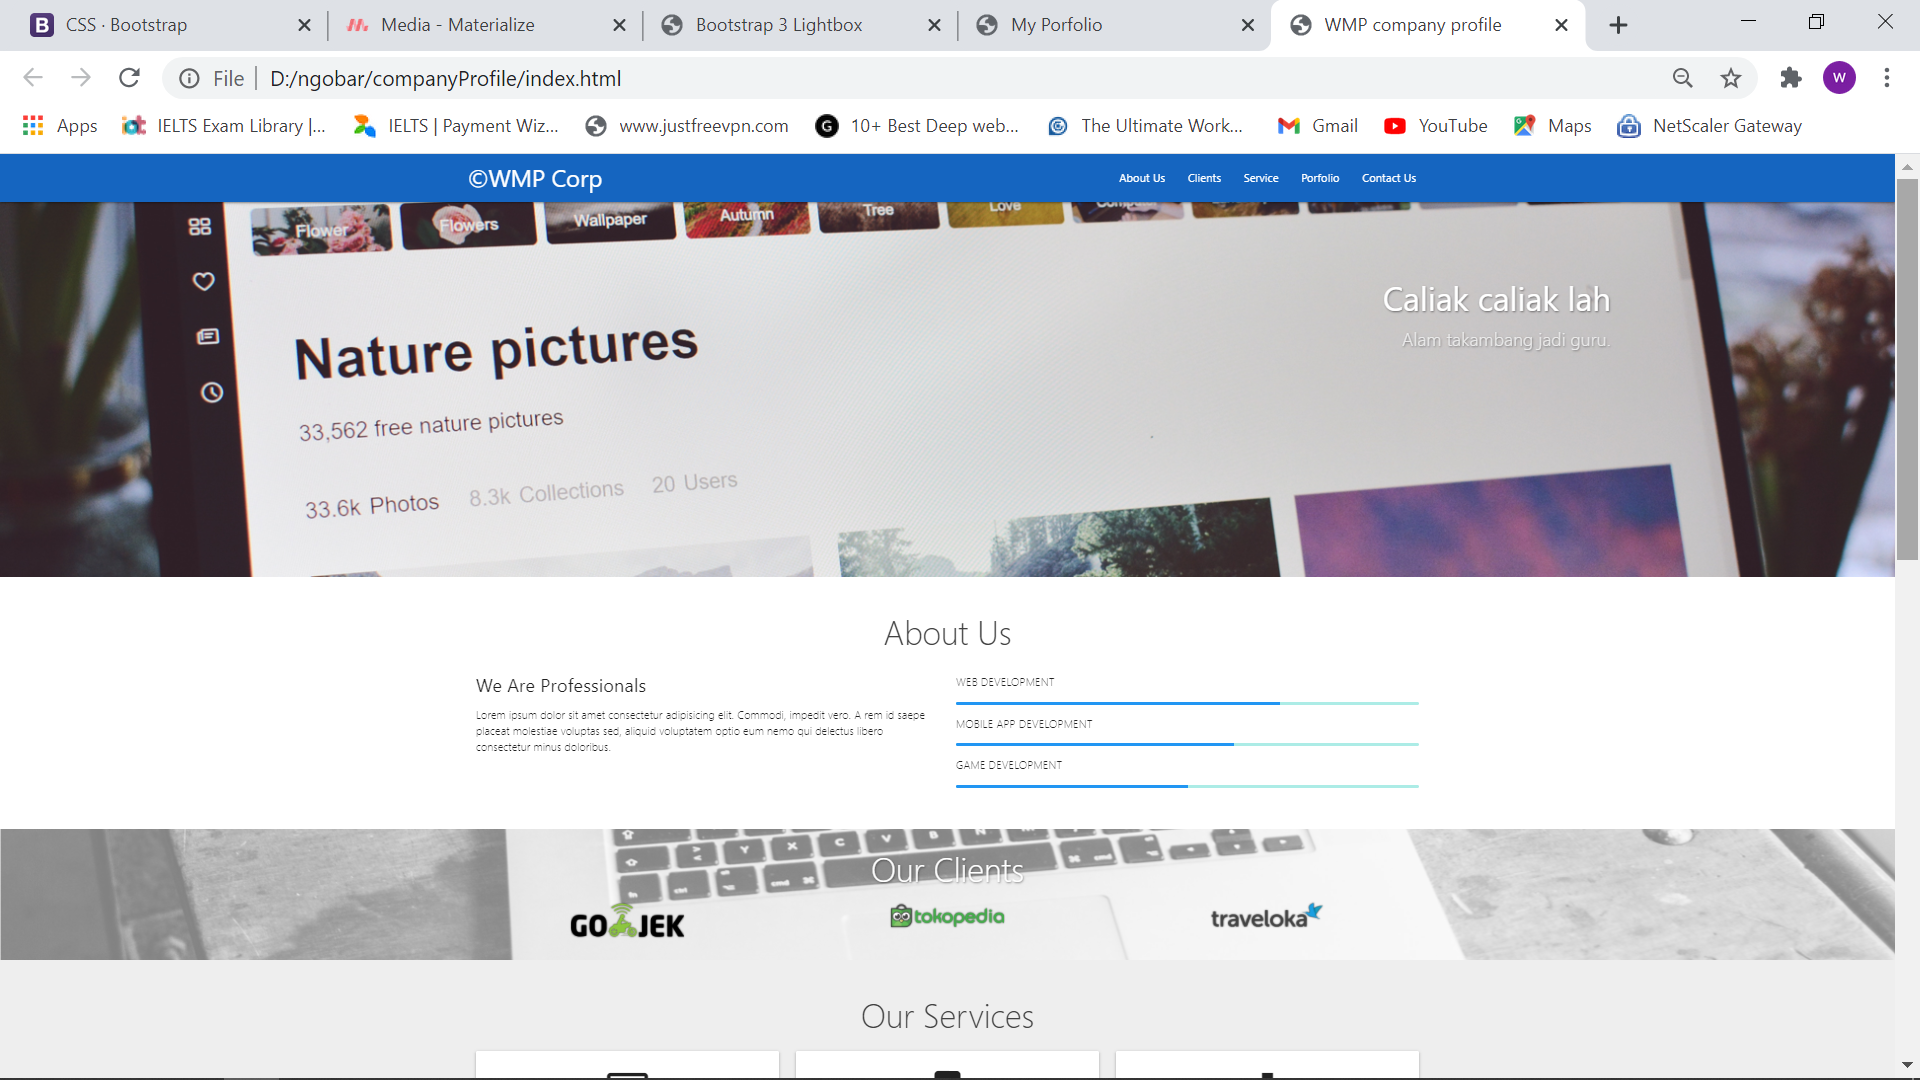 CSS · Bootstrap
Media - Materialize
Bootstrap 3 Lightbox
My Porfolio
WMP company profile
File
D:/ngobar/companyProfile/index.html
W
Apps
IELTS Exam Library |...
IELTS | Payment Wiz...
www.justfreevpn.com
10+ Best Deep web...
The Ultimate Work...
Gmail
YouTube
Maps
NetScaler Gateway
©WMP Corp
About Us
Clients
Service
Porfolio
Contact Us
Flower
Flowers
Wallpaper
Autumn
Tree
Love
Caliak caliak lah
Alam takambang jadi guru.
Nature pictures
33,562 free nature pictures
33.6k Photos
8.3k Collections
20 Users
About Us
We Are Professionals
Lorem ipsum dolor sit amet consectetur adipisicing elit. Commodi, impedit vero. A rem id saepe
placeat molestiae voluptas sed, aliquid voluptatem optio eum nemo qui delectus libero
consectetur minus doloribus.
WEB DEVELOPMENT
MOBILE APP DEVELOPMENT
GAME DEVELOPMENT
Our Clients
GOJEK
tokopedia
traveloka
Our Services